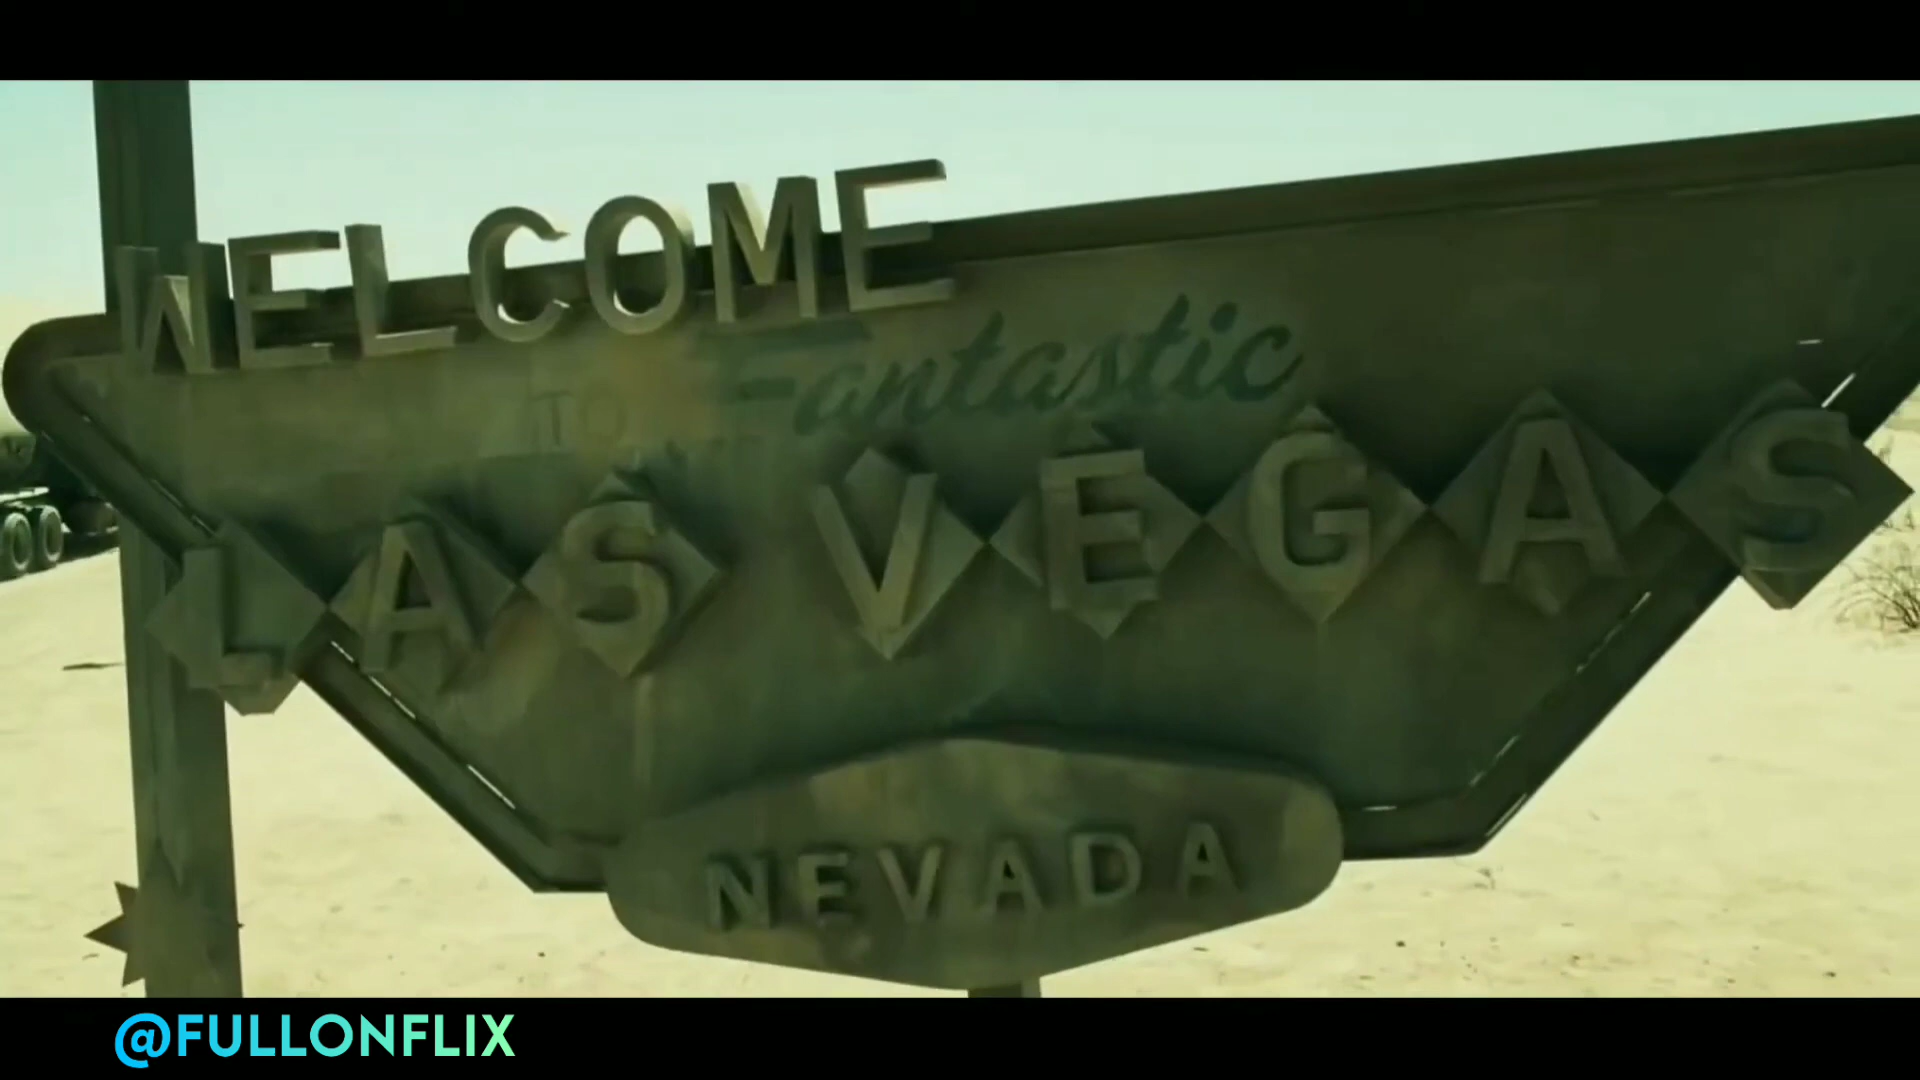 WELCOME
TO Fantastic
LAS VEGAS
NEVADA
@FULLONFLIX